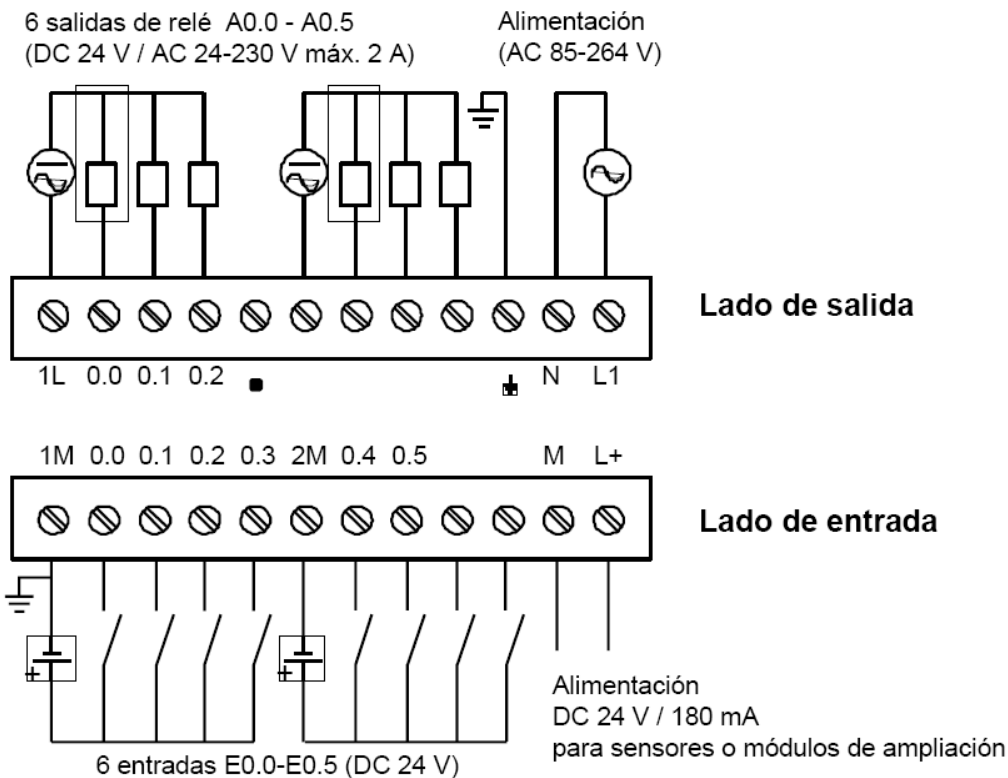 6 salidas de relé A0.0 - A0.5
(DC 24 V / AC 24-230 V máx. 2 A)
Alimentación
(AC 85-264 V)
Lado de salida
1L 0.0 0.1 0.2 N L1
1M 0.0 0.1 0.2 0.3 2M 0.4 0.5 M L+
Lado de entrada
+ +
Alimentación
DC 24 V / 180 mA
para sensores o módulos de ampliación
6 entradas E0.0-E0.5 (DC 24 V)